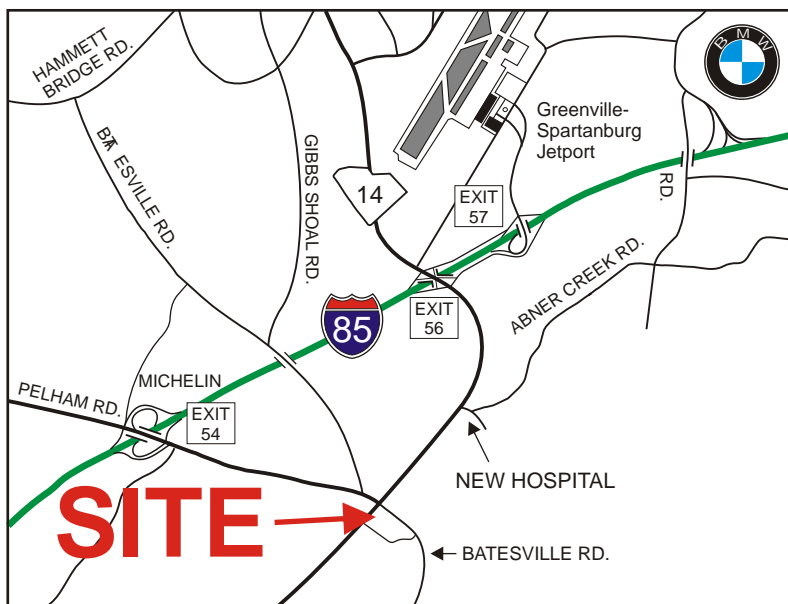 HAMMETT
BRIDGE RD.
BATESVILLE RD.
GIBBS SHOAL RD.
14
BMW
Greenville-
Spartanburg
Jetport
EXIT
57
RD.
ABNER CREEK RD.
EXIT
56
85
MICHELIN
PELHAM RD.
EXIT
54
NEW HOSPITAL
SITE
BATESVILLE RD.